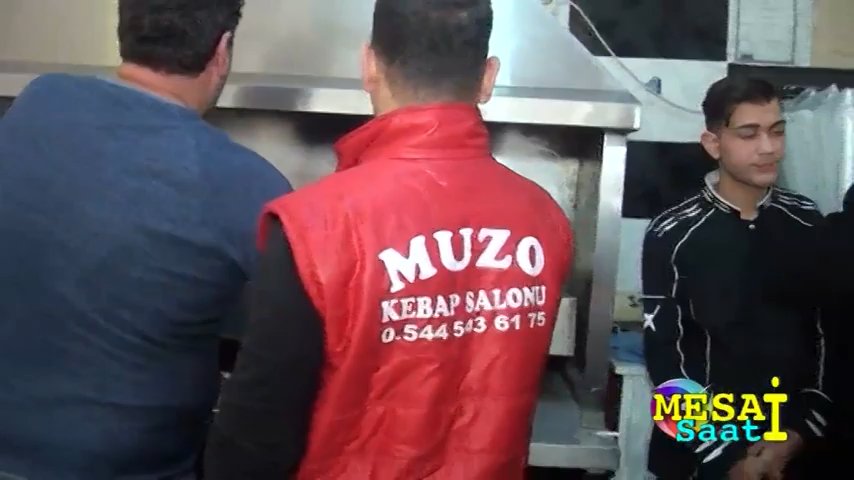 MUZO
KEBAP SALONU
0-544 543 61 75
MESAİ
Saati